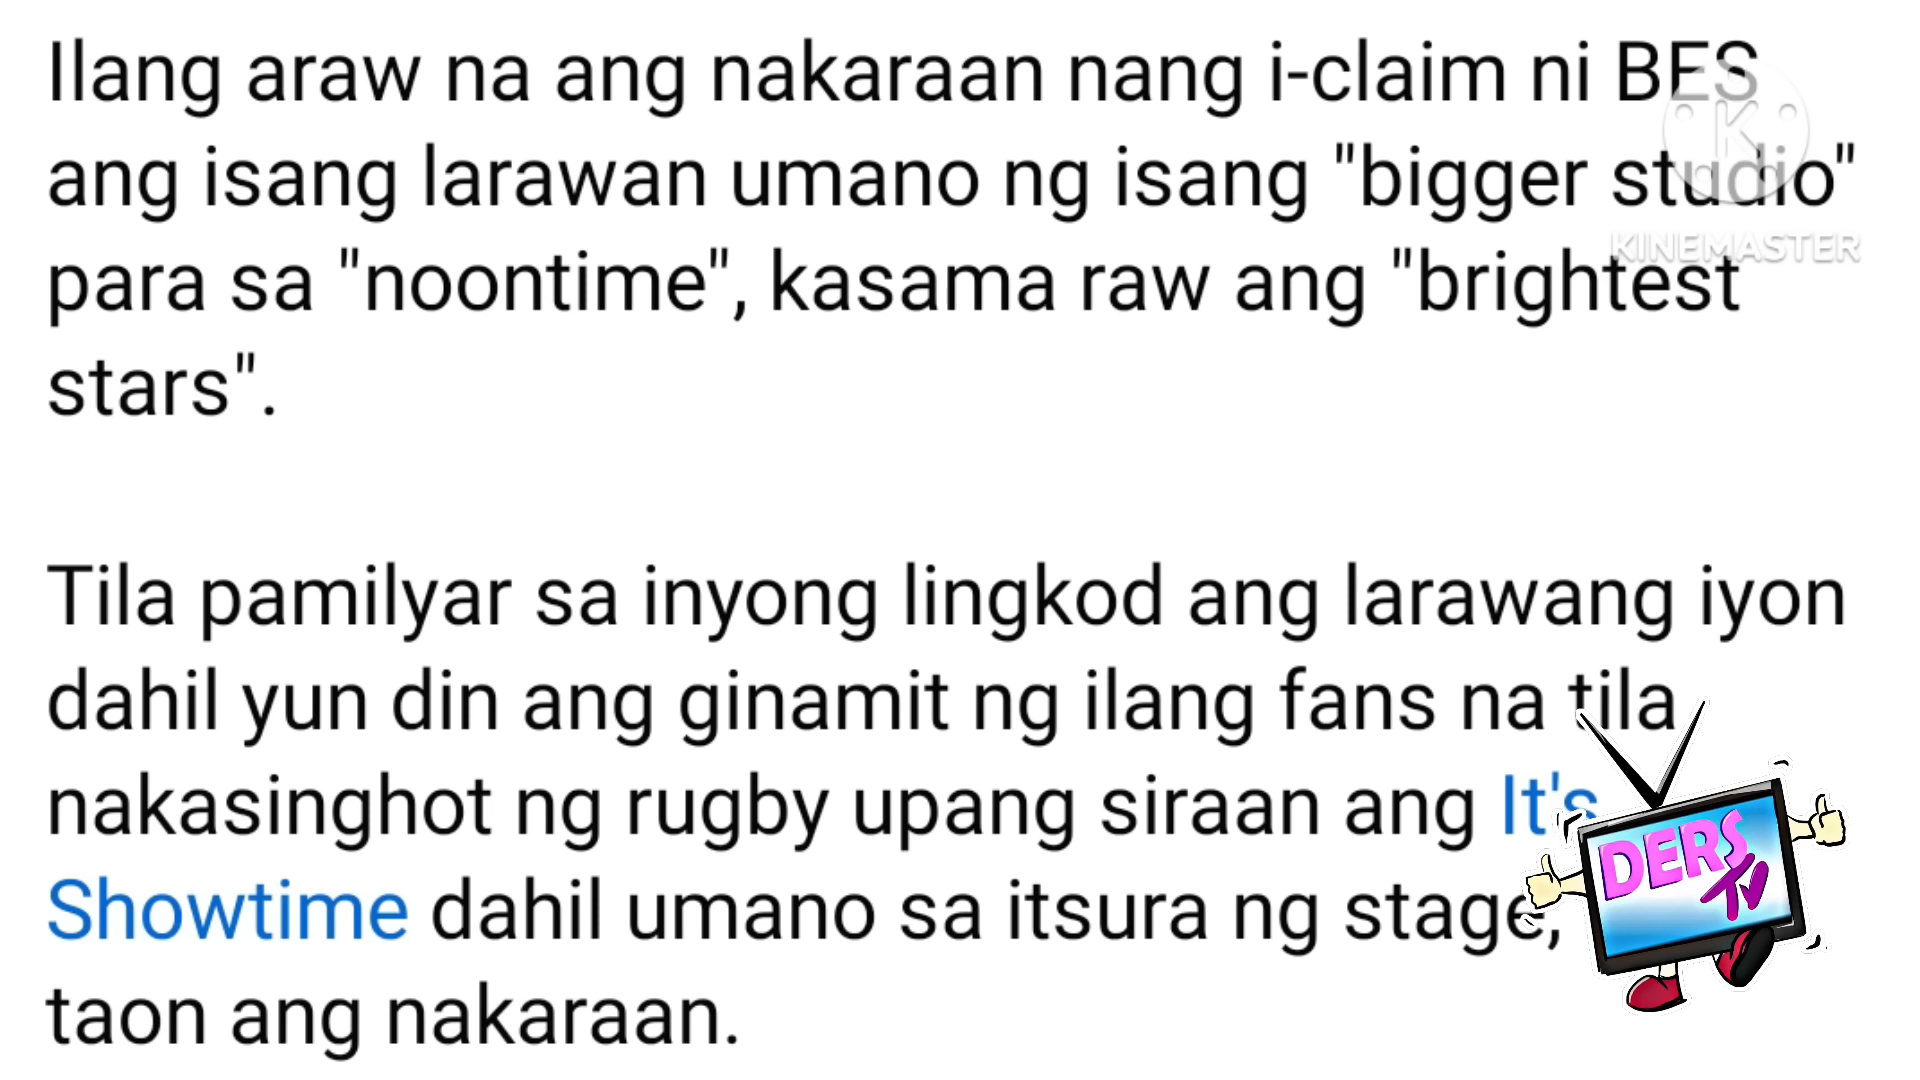 Ilang araw na ang nakaraan nang i-claim ni BES
ang isang larawan umano ng isang "bigger studio"
para sa "noontime", kasama raw ang "brightest
stars".
Tila pamilyar sa inyong lingkod ang larawang iyon
dahil yun din ang ginamit ng ilang fans na tila
nakasinghot ng rugby upang siraan ang It's
Showtime dahil umano sa itsura ng stage,
taon ang nakaraan.
K
KINEMASTER
DERS
TV